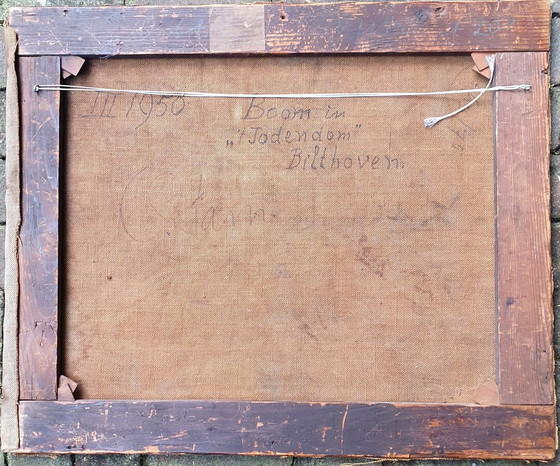 III 1950
Boom in
„'t Jodendom"
Bilthoven.